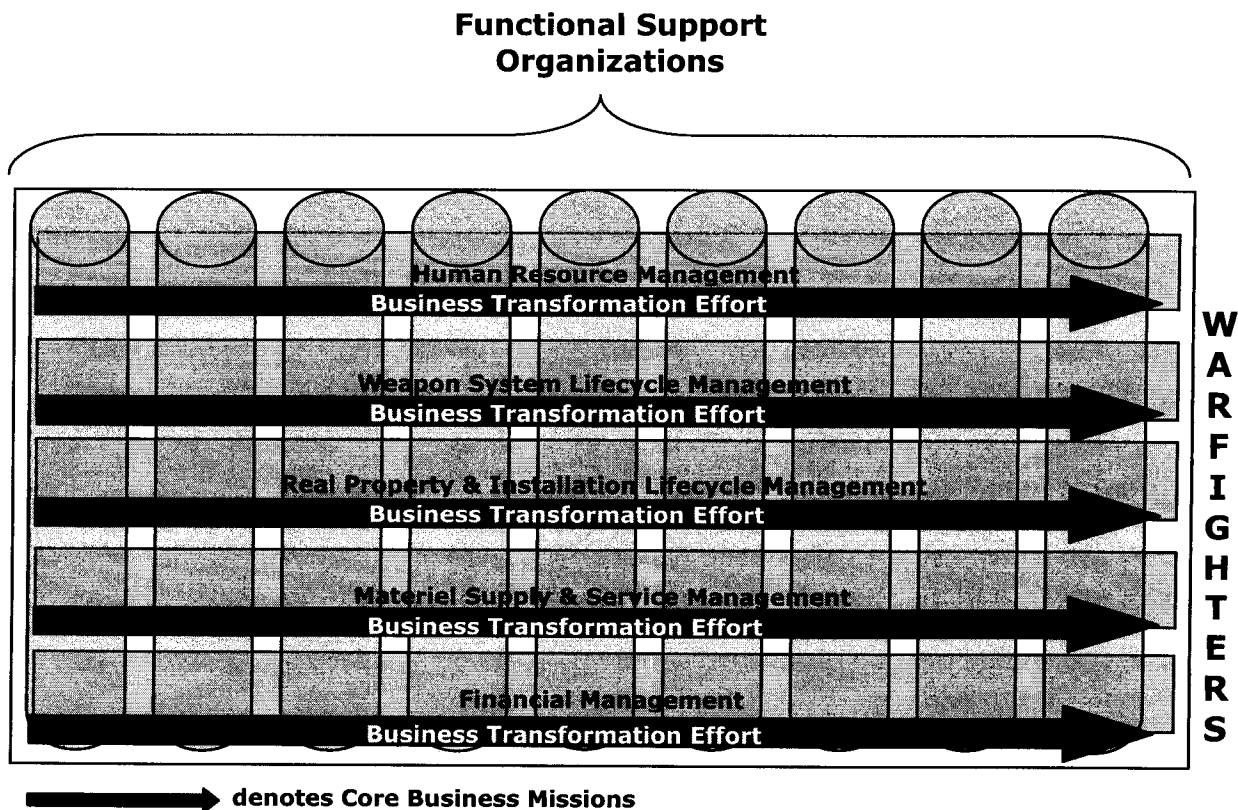 Functional Support
Organizations
Human Resource Management
Business Transformation Effort
Weapon System Lifecycle Management
Business Transformation Effort
Real Property & Installation Lifecycle Management
Business Transformation Effort
Materiel Supply & Service Management
Business Transformation Effort
Financial Management
Business Transformation Effort
WARFIGHTERS
denotes Core Business Missions